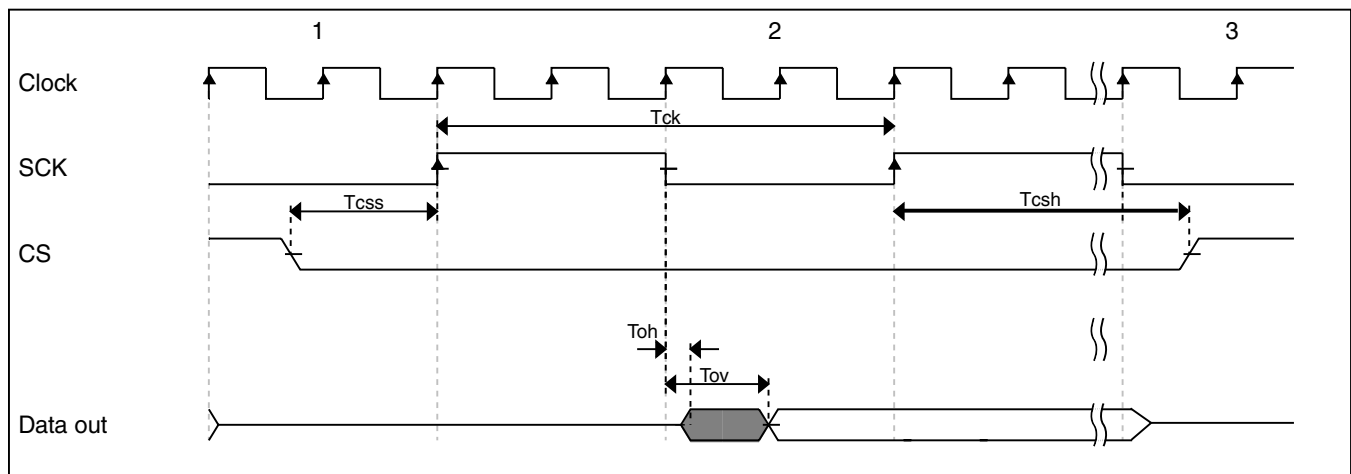 1 2 3
Clock
Tck
SCK
Tcss Tcsh
CS
Toh
Tov
Data out